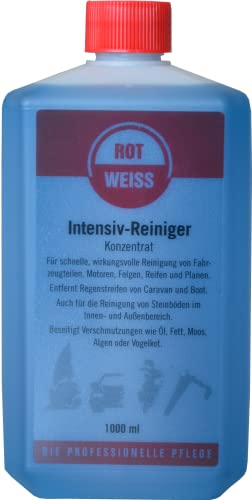 ROT
WEISS
Intensiv-Reiniger
Konzentrat
Für schnelle, wirkungsvolle Reinigung von Fahr-
zeugteilen, Motoren, Felgen, Reifen und Planen.
Entfernt Regenstreifen von Caravan und Boot.
Auch für die Reinigung von Steinböden im
Innen- und Außenbereich.
Beseitigt Verschmutzungen wie Öl, Fett, Moos,
Algen oder Vogelkot.
1000 ml
DIE PROFESSIONELLE PFLEGE